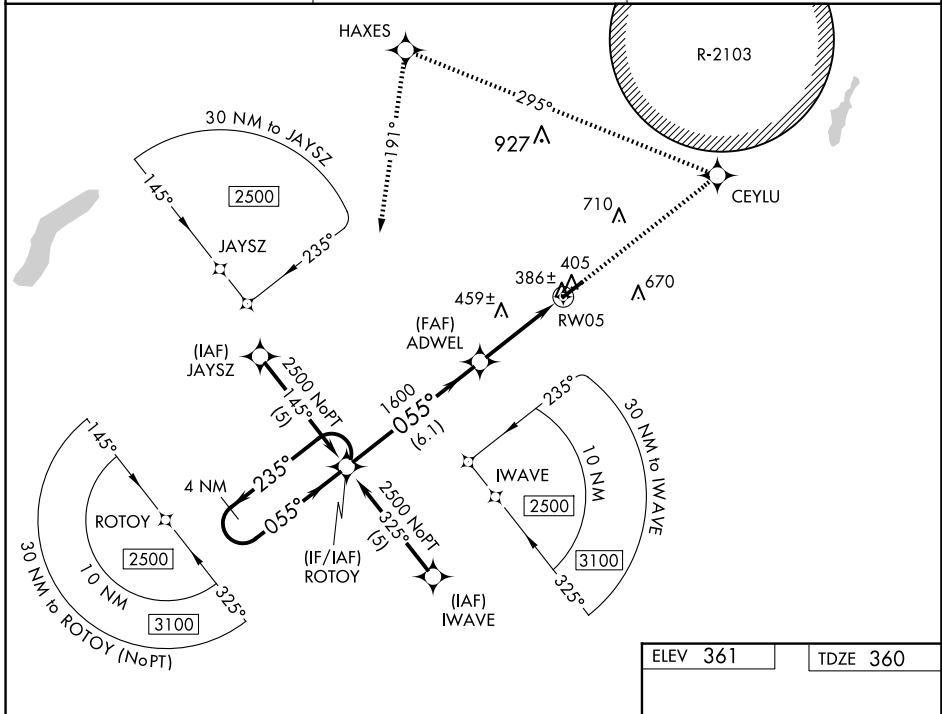 HAXES
R-2103
295°
191°
927
30 NM to JAYSZ
145°
2500
235°
JAYSZ
CEYLU
710
405
386±
670
459±
RW05
(FAF)
ADWEL
(IAF)
JAYSZ
2500 NoPT
145°
(5)
1600
055°
(6.1)
235°
30 NM to IWAVE
10 NM
IWAVE
2500
3100
325°
145°
4 NM
235°
055°
2500 NoPT
325°
(5)
ROTOY
2500
10 NM
3100
325°
30 NM to ROTOY (NoPT)
(IF/IAF)
ROTOY
(IAF)
IWAVE
ELEV 361
TDZE 360